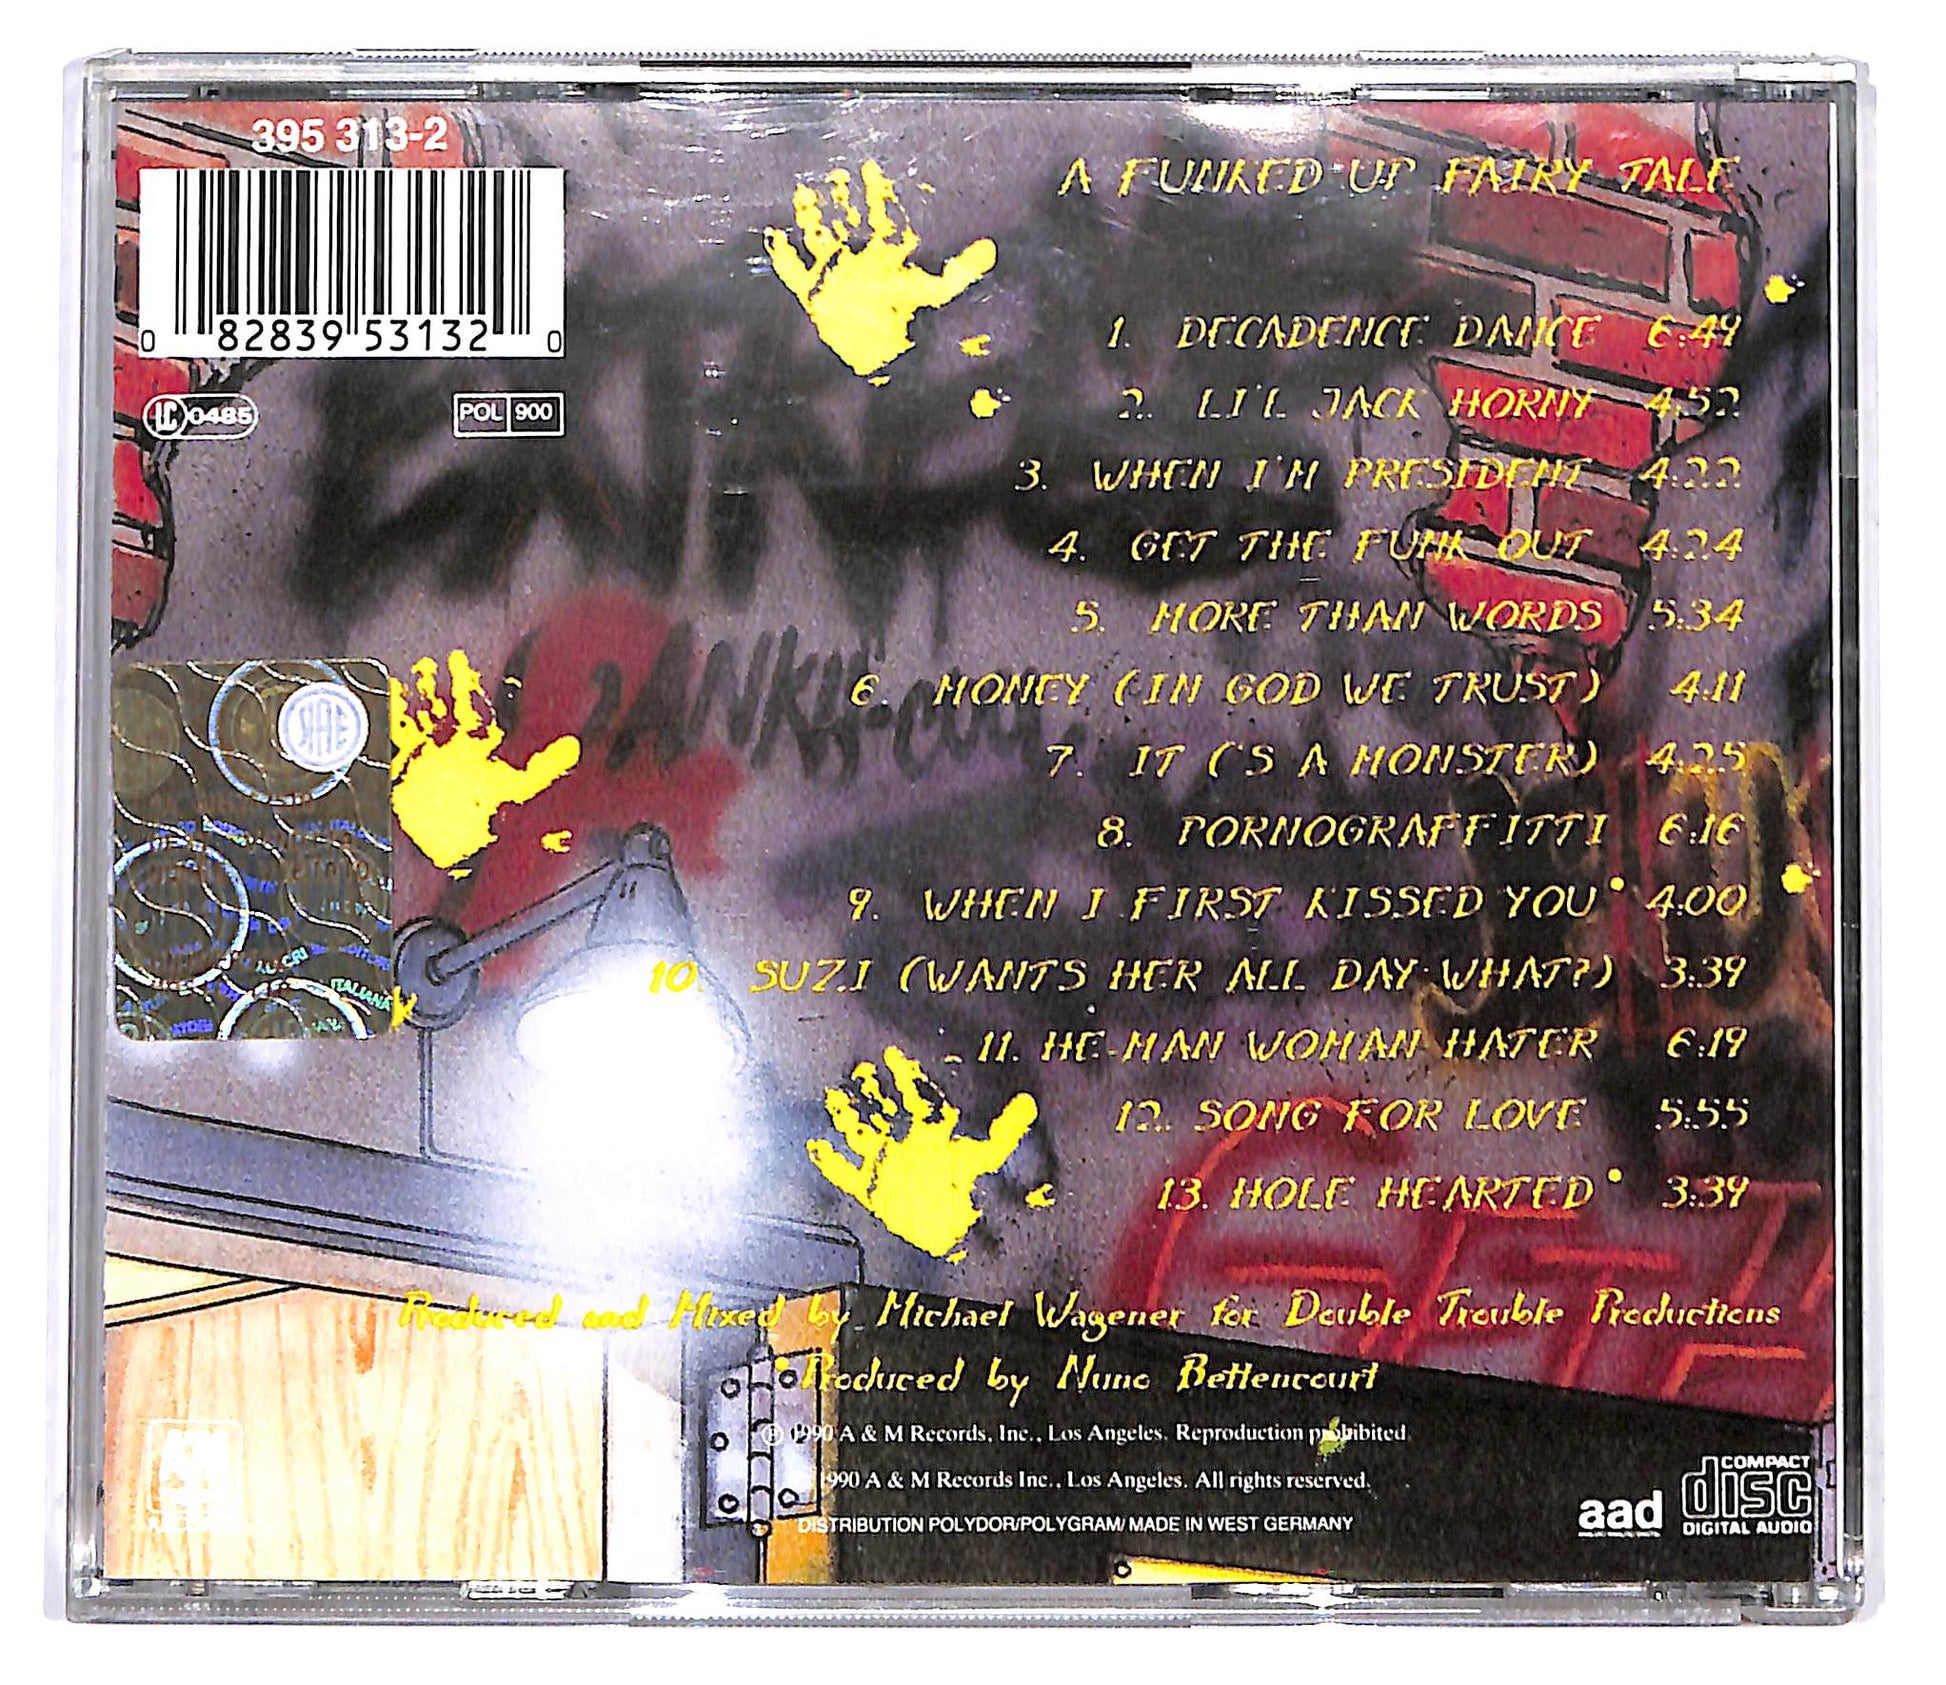 395 313-2
0 82839 53132 0
LC 0485
POL 900
A FUNKED UP FAIRY TALE
1. DECADENCE DANCE 6:49
2. LI'L JACK HORNY 4:52
3. WHEN I'M PRESIDENT 4:22
4. GET THE FUNK OUT 4:24
5. MORE THAN WORDS 5:34
6. MONEY (IN GOD WE TRUST) 4:11
7. IT ('S A MONSTER) 4:25
8. PORNOGRAFFITTI 6:16
9. WHEN I FIRST KISSED YOU • 4:00
10. SUZI (WANTS HER ALL DAY WHAT?) 3:39
11. HE-MAN WOMAN HATER 6:19
12. SONG FOR LOVE 5:55
13. HOLE HEARTED • 3:39
ITALIANA
Produced and Mixed by Michael Wagener for Double Trouble Productions
• Produced by Nuno Bettencourt
℗ 1990 A & M Records, Inc., Los Angeles. Reproduction prohibited.
1990 A & M Records Inc., Los Angeles. All rights reserved.
DISTRIBUTION POLYDOR/POLYGRAM/ MADE IN WEST GERMANY
aad
COMPACT
disc
DIGITAL AUDIO